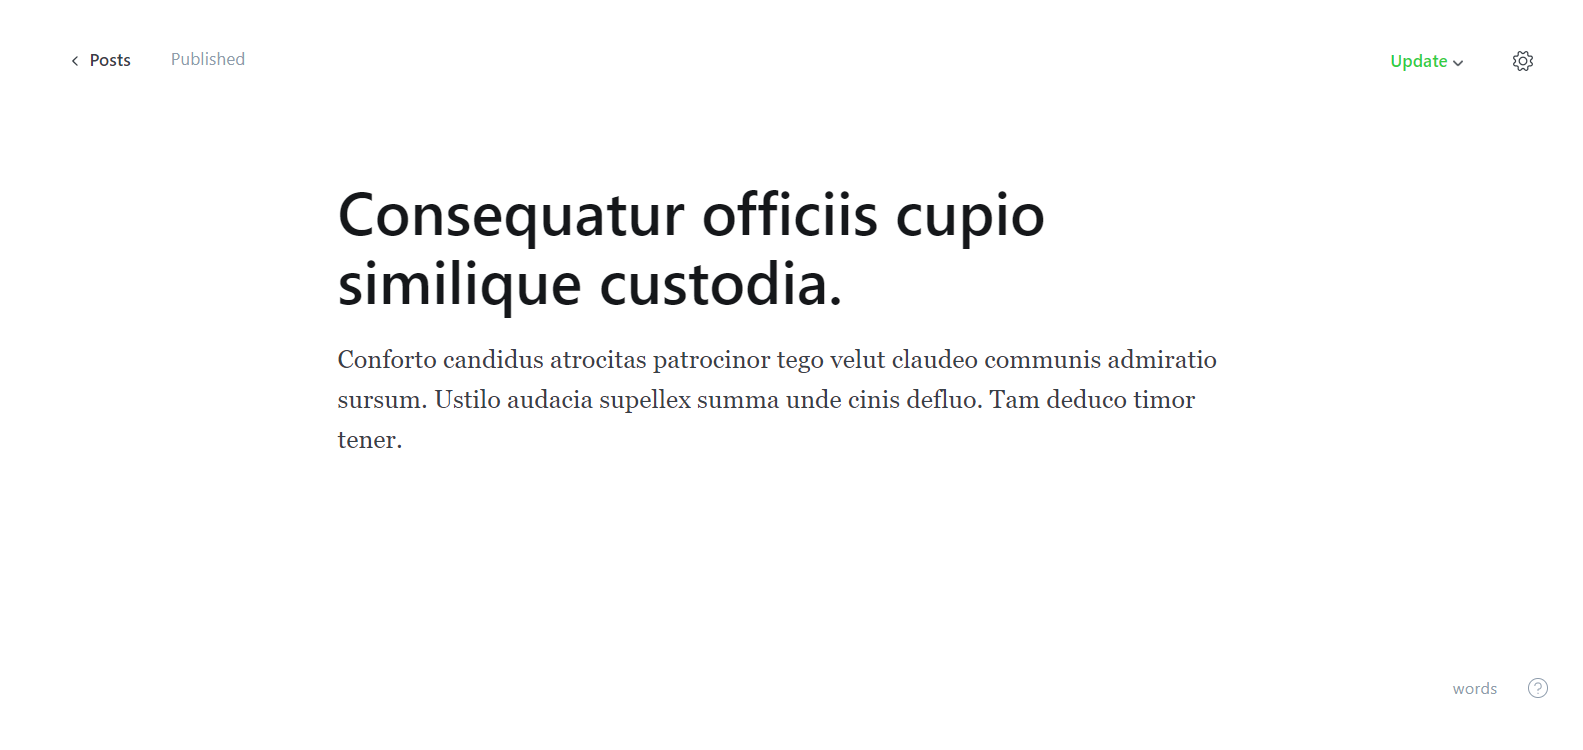 Posts
Published
Update
Consequatur officiis cupio
similique custodia.
Conforto candidus atrocitas patrocinor tego velut claudeo communis admiratio
sursum. Ustilo audacia supellex summa unde cinis defluo. Tam deduco timor
tener.
words
?